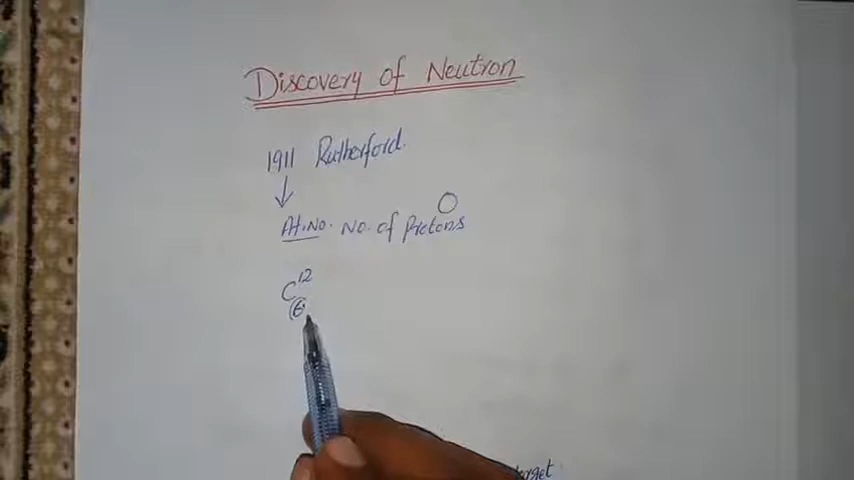 Discovery of Neutron
1911 Rutherford.
At.No. No. of Protons
C 12
6